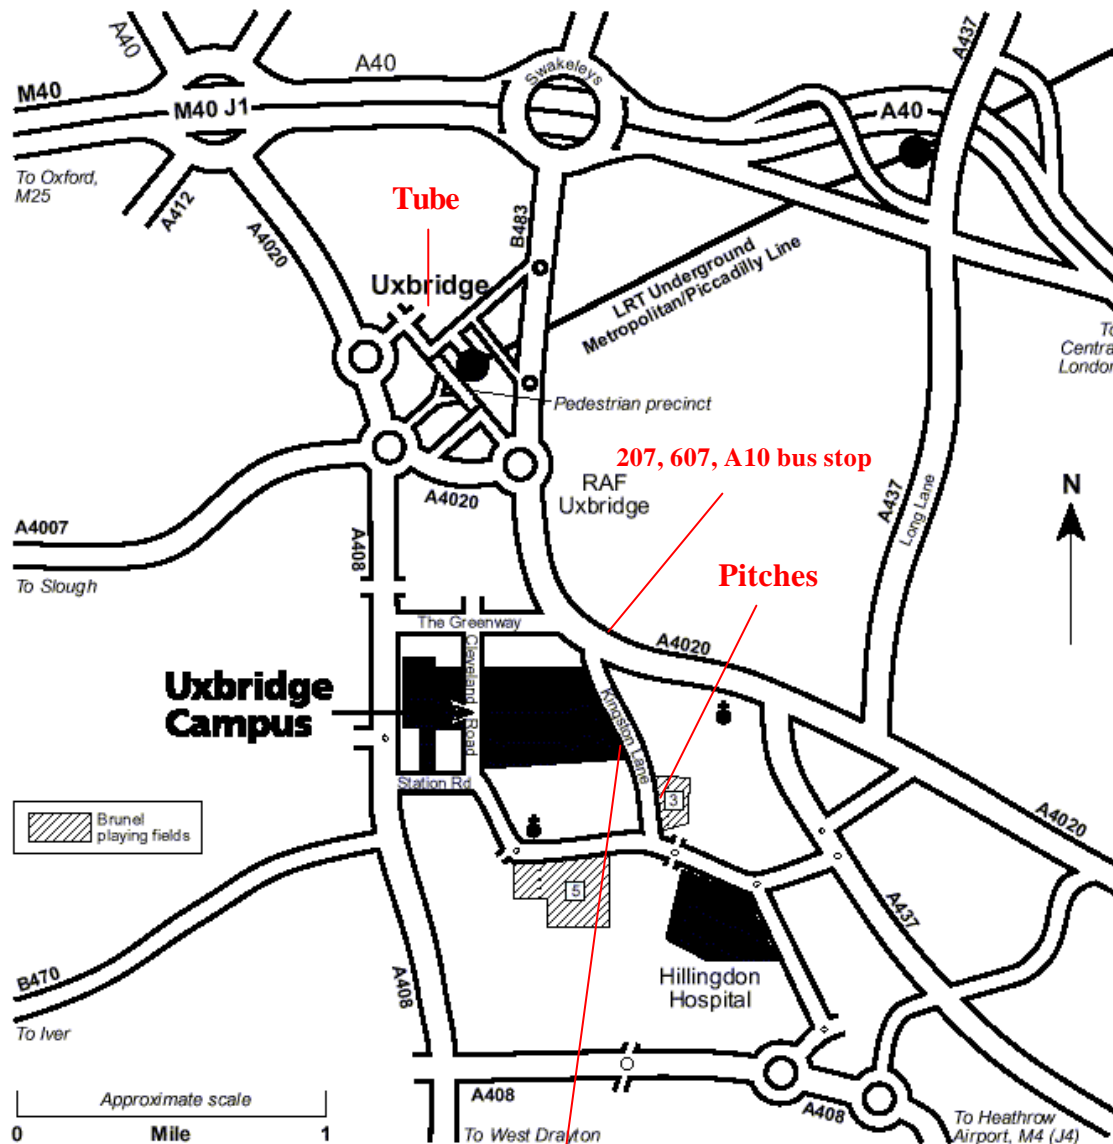 A40
A40
Swakeleys
A437
M40
M40 J1
A40
To Oxford,
M25
A412
A4020
Tube
B483
Uxbridge
LRT Underground
Metropolitan/Piccadilly Line
To
Centra
London
Pedestrian precinct
207, 607, A10 bus stop
RAF
Uxbridge
A4020
A437
Long Lane
N
A4007
To Slough
A408
Pitches
The Greenway
A4020
Cleveland Road
Uxbridge
Campus
Kingston Lane
Station Rd
3
Brunel
playing fields
A4020
5
A437
B470
To Iver
A408
Hillingdon
Hospital
Approximate scale
0 Mile 1
A408
A408
To West Drayton
To Heathrow
Airport, M4 (J4)